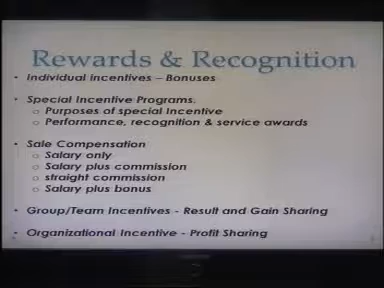 Rewards & Recognition
• Individual Incentives – Bonuses
• Special Incentive Programs.
o Purposes of special Incentive
o Performance, recognition & service awards
• Sale Compensation
o Salary only
o Salary plus commission
o straight commission
o Salary plus bonus
• Group/Team Incentives - Result and Gain Sharing
• Organizational Incentive - Profit Sharing